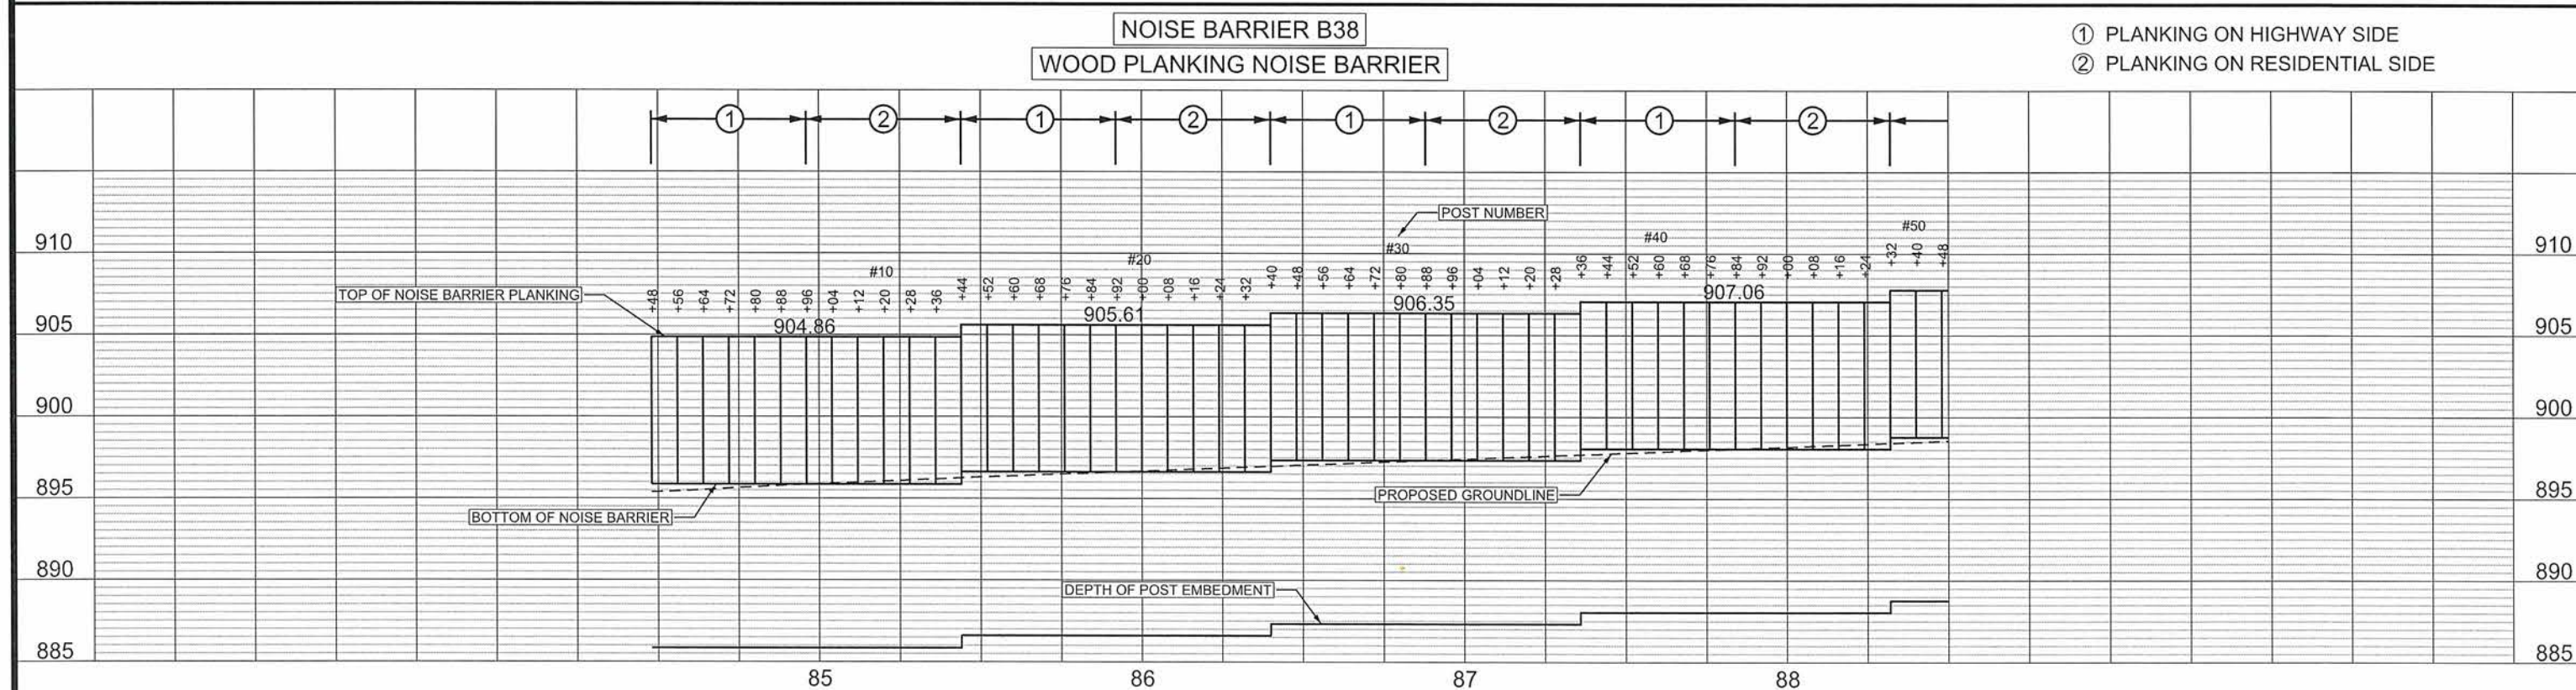 NOISE BARRIER B38
WOOD PLANKING NOISE BARRIER
① PLANKING ON HIGHWAY SIDE
② PLANKING ON RESIDENTIAL SIDE
① ② ① ② ① ② ① ②
POST NUMBER
#10 #20 #30 #40 #50
910 910
+48 +56 +64 +72 +80 +88 +96 +04 +12 +20 +28 +36 +44 +52 +60 +68 +76 +84 +92 +00 +08 +16 +24 +32 +40 +48 +56 +64 +72 +80 +88 +96 +04 +12 +20 +28 +36 +44 +52 +60 +68 +76 +84 +92 +00 +08 +16 +24 +32 +40 +48
TOP OF NOISE BARRIER PLANKING
904.86 905.61 906.35 907.06
905 905
900 900
895 895
PROPOSED GROUNDLINE
BOTTOM OF NOISE BARRIER
890 890
DEPTH OF POST EMBEDMENT
885 885
85 86 87 88